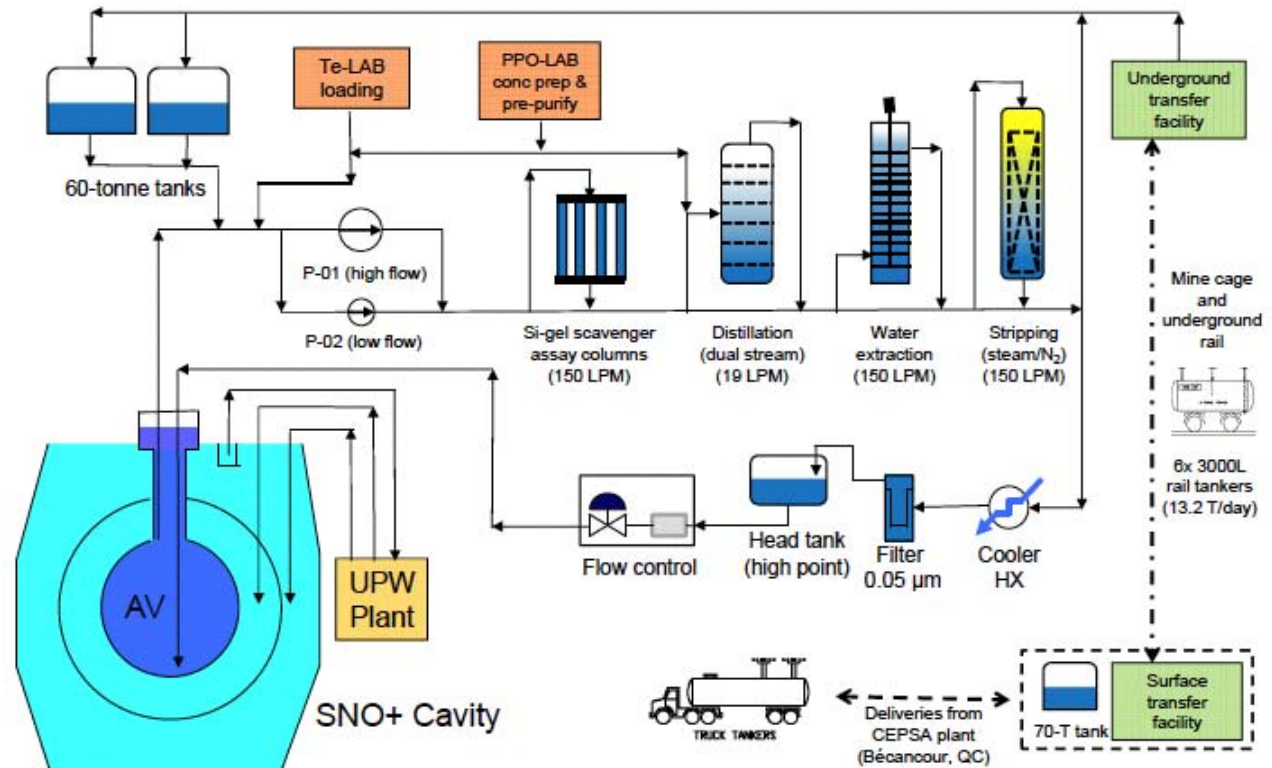 Te-LAB
loading
PPO-LAB
conc prep &
pre-purify
Underground
transfer
facility
60-tonne tanks
P-01 (high flow)
P-02 (low flow)
Si-gel scavenger
assay columns
(150 LPM)
Distillation
(dual stream)
(19 LPM)
Water
extraction
(150 LPM)
Stripping
(steam/N₂)
(150 LPM)
Mine cage
and
underground
rail
6x 3000L
rail tankers
(13.2 T/day)
Flow control
Head tank
(high point)
Filter
0.05 µm
Cooler
HX
AV
UPW
Plant
SNO+ Cavity
TRUCK TANKERS
Deliveries from
CEPSA plant
(Bécancour, QC)
70-T tank
Surface
transfer
facility